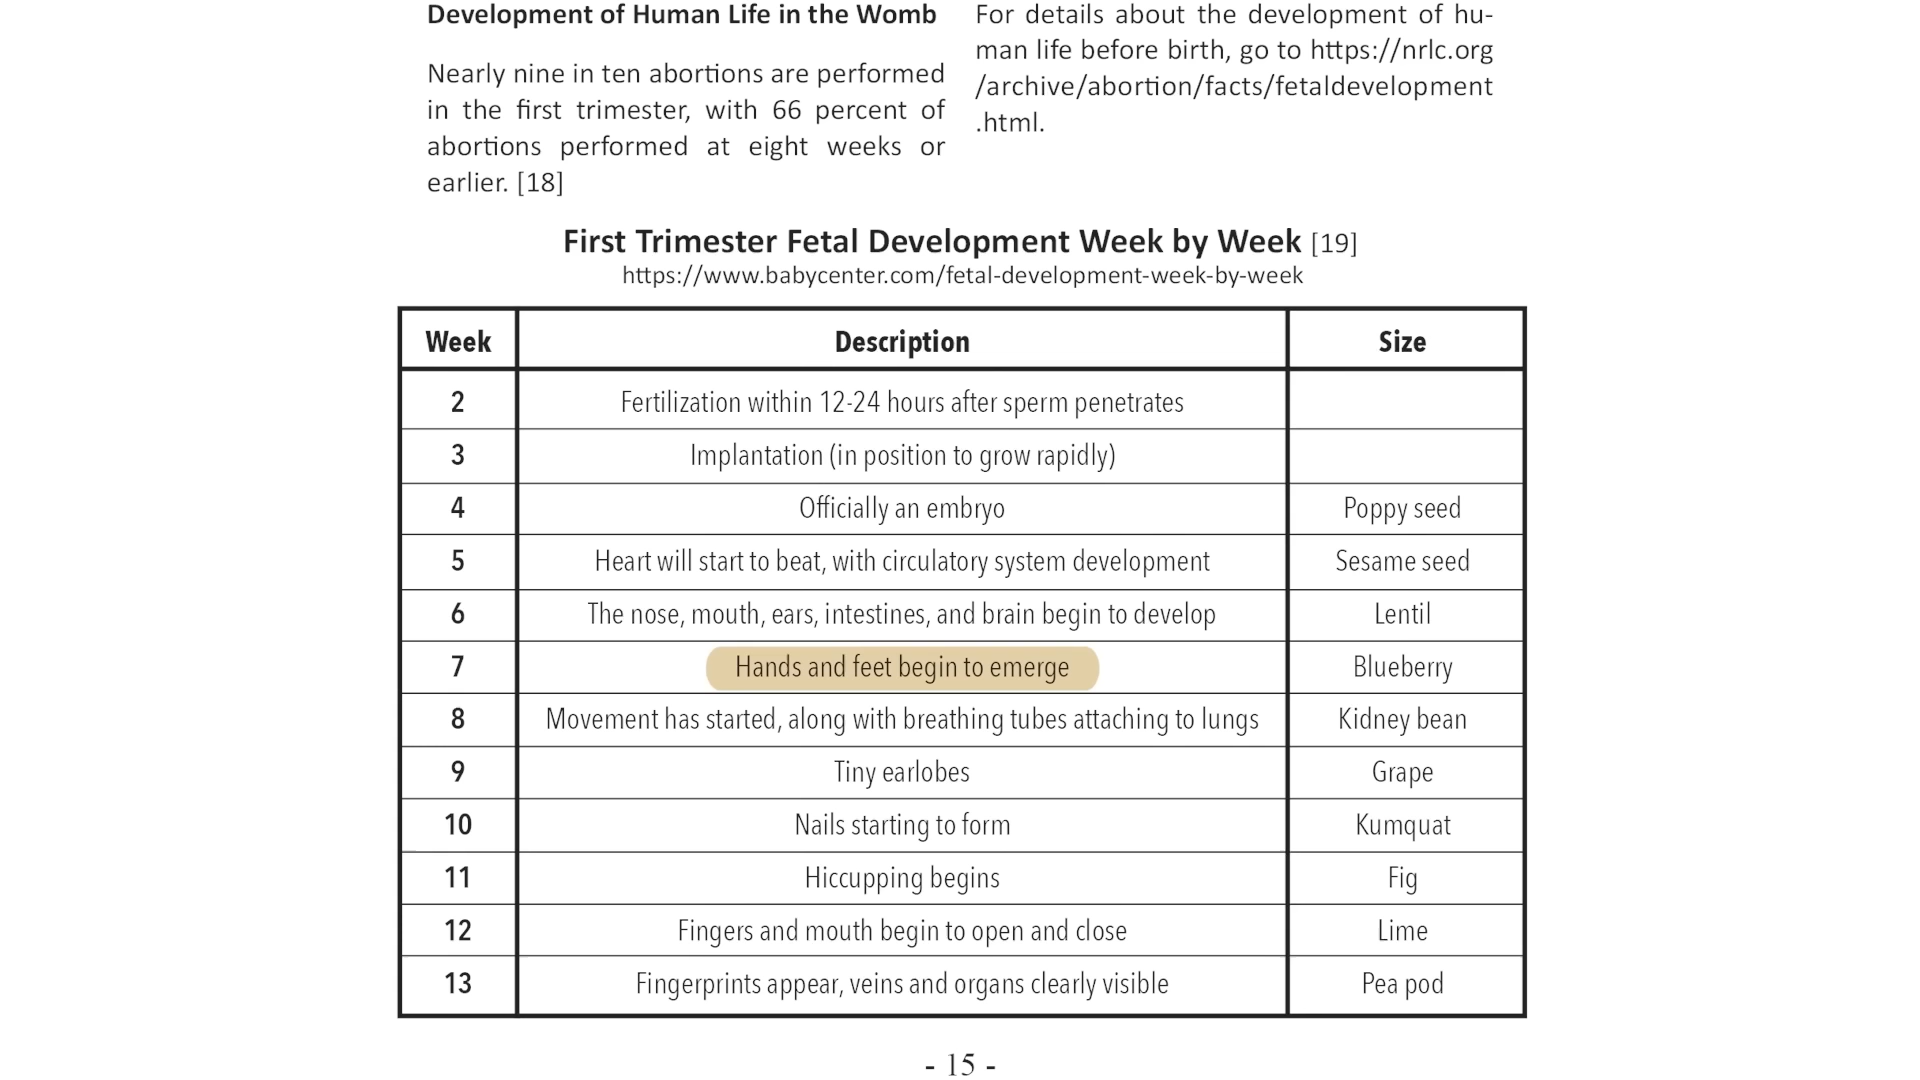 Development of Human Life in the Womb
Nearly nine in ten abortions are performed
in the first trimester, with 66 percent of
abortions performed at eight weeks or
earlier. [18]
For details about the development of hu-
man life before birth, go to https://nrlc.org
/archive/abortion/facts/fetaldevelopment
.html.
First Trimester Fetal Development Week by Week [19]
https://www.babycenter.com/fetal-development-week-by-week
Week Description Size
2 Fertilization within 12-24 hours after sperm penetrates
3 Implantation (in position to grow rapidly)
4 Officially an embryo Poppy seed
5 Heart will start to beat, with circulatory system development Sesame seed
6 The nose, mouth, ears, intestines, and brain begin to develop Lentil
7 Hands and feet begin to emerge Blueberry
8 Movement has started, along with breathing tubes attaching to lungs Kidney bean
9 Tiny earlobes Grape
10 Nails starting to form Kumquat
11 Hiccupping begins Fig
12 Fingers and mouth begin to open and close Lime
13 Fingerprints appear, veins and organs clearly visible Pea pod
- 15 -